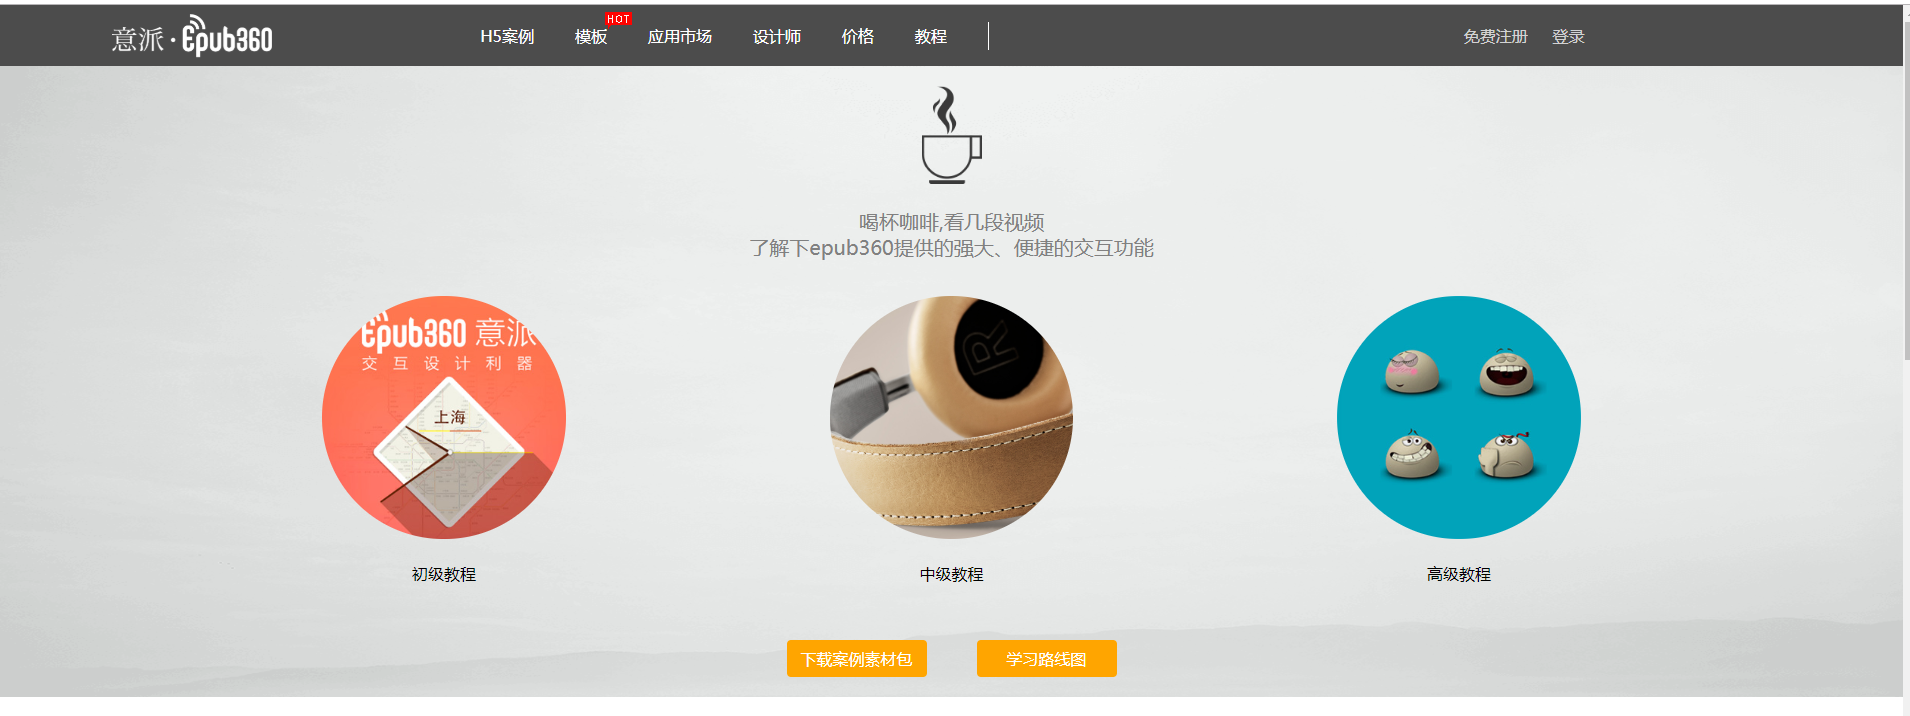 意派·Epub360
H5案例
模板
HOT
应用市场
设计师
价格
教程
免费注册
登录
喝杯咖啡,看几段视频
了解下epub360提供的强大、便捷的交互功能
Epub360 意派
交互设计利器
上海
R
初级教程
中级教程
高级教程
下载案例素材包
学习路线图